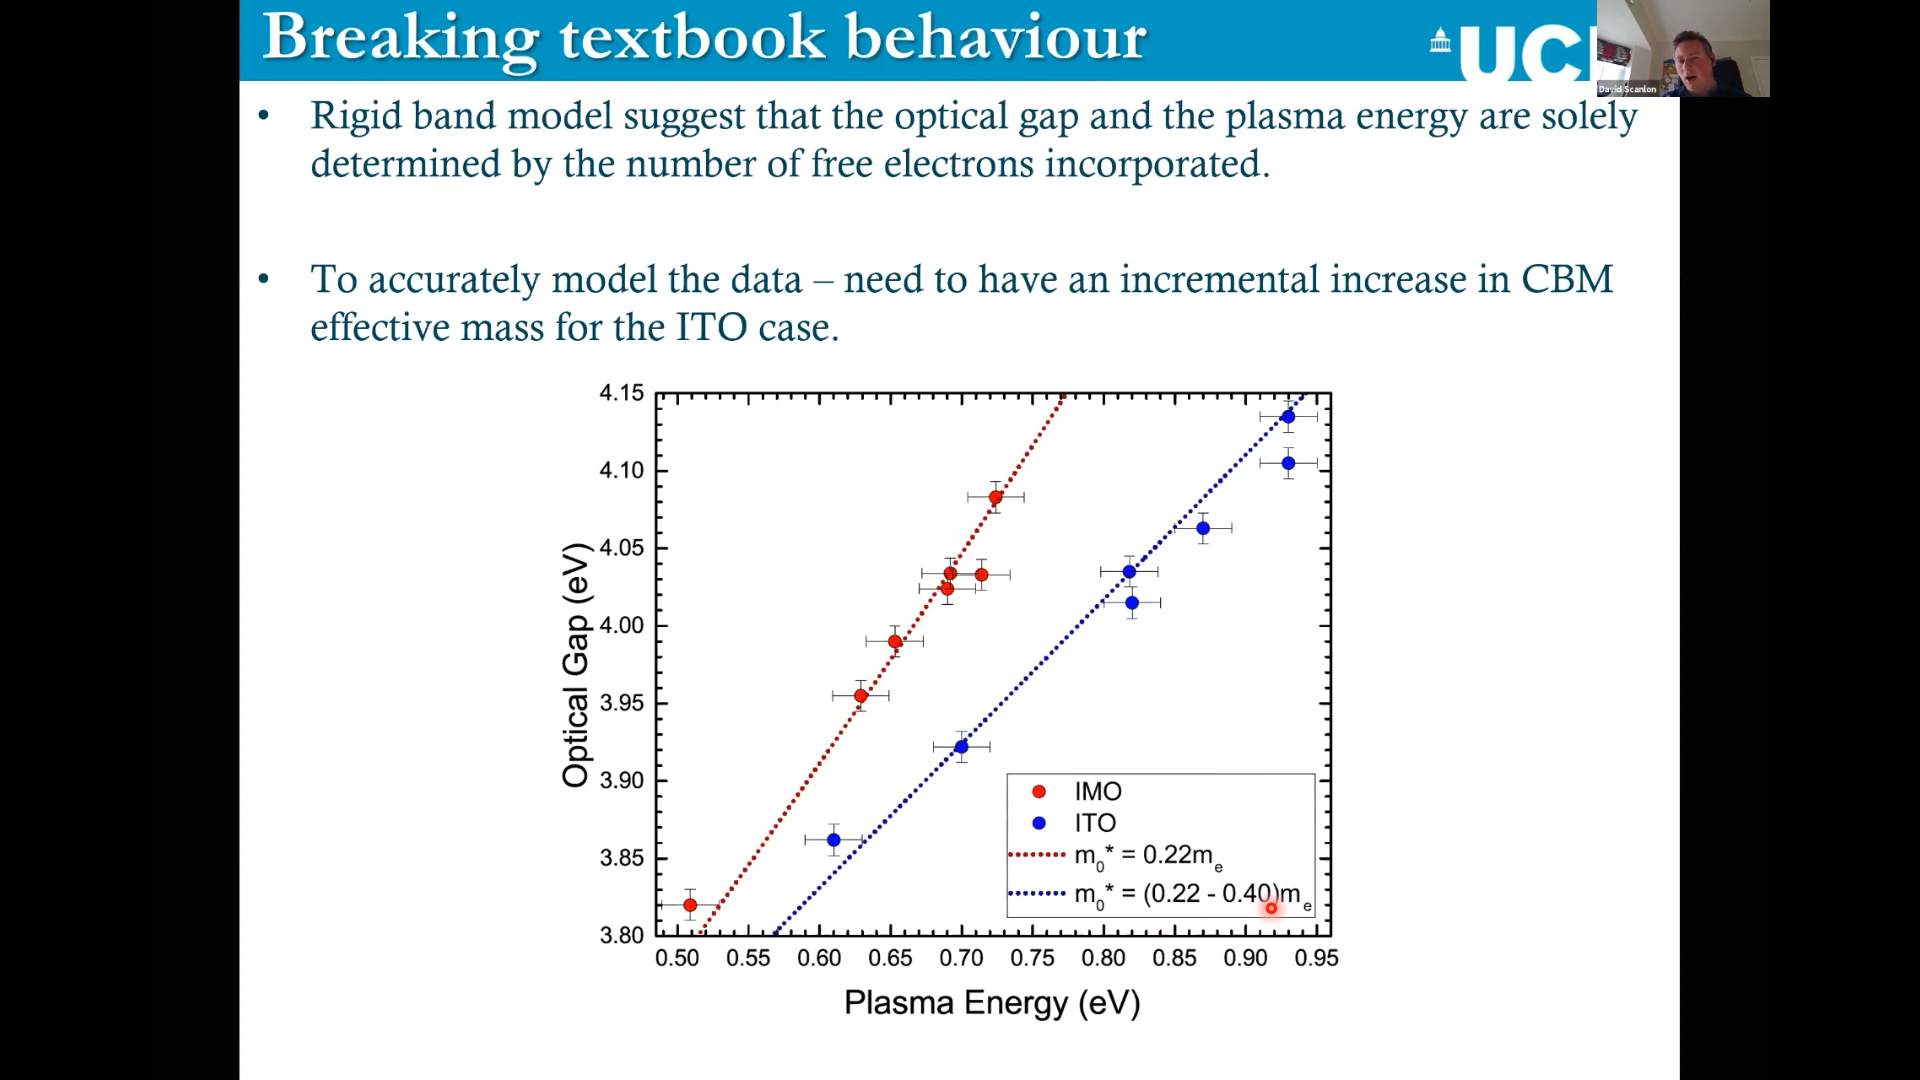 Breaking textbook behaviour
UC
David Scanlon
• Rigid band model suggest that the optical gap and the plasma energy are solely
determined by the number of free electrons incorporated.
• To accurately model the data – need to have an incremental increase in CBM
effective mass for the ITO case.
4.15
4.10
4.05
4.00
3.95
3.90
3.85
3.80
Optical Gap (eV)
IMO
ITO
m₀* = 0.22mₑ
m₀* = (0.22 - 0.40)mₑ
0.50 0.55 0.60 0.65 0.70 0.75 0.80 0.85 0.90 0.95
Plasma Energy (eV)